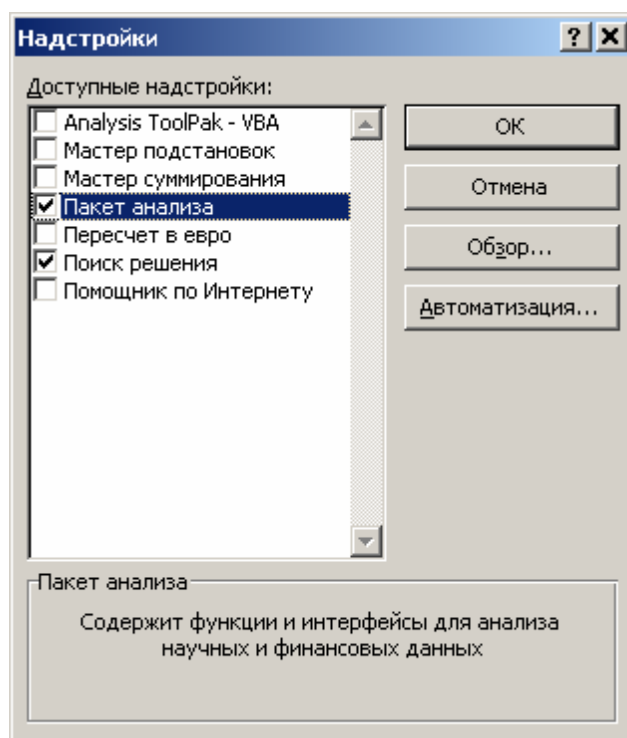 Надстройки
Доступные надстройки:
Analysis ToolPak - VBA
Мастер подстановок
Мастер суммирования
Пакет анализа
Пересчет в евро
Поиск решения
Помощник по Интернету
ОК
Отмена
Обзор...
Автоматизация...
Пакет анализа
Содержит функции и интерфейсы для анализа
научных и финансовых данных